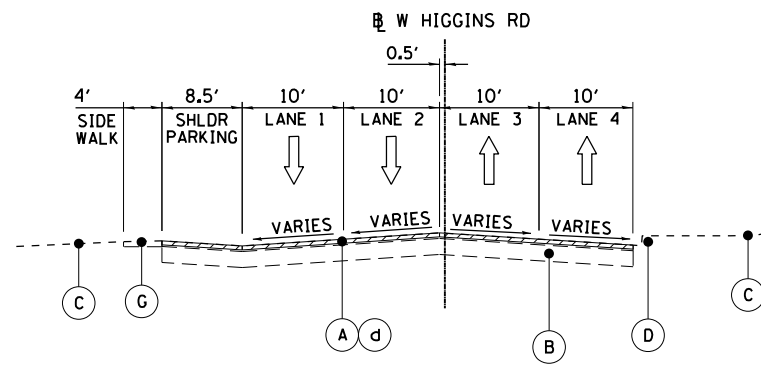 ℄ W HIGGINS RD
0.5'
4' 8.5' 10' 10' 10' 10'
SIDE WALK
SHLDR PARKING
LANE 1
LANE 2
LANE 3
LANE 4
VARIES VARIES VARIES VARIES
C G A d B D C